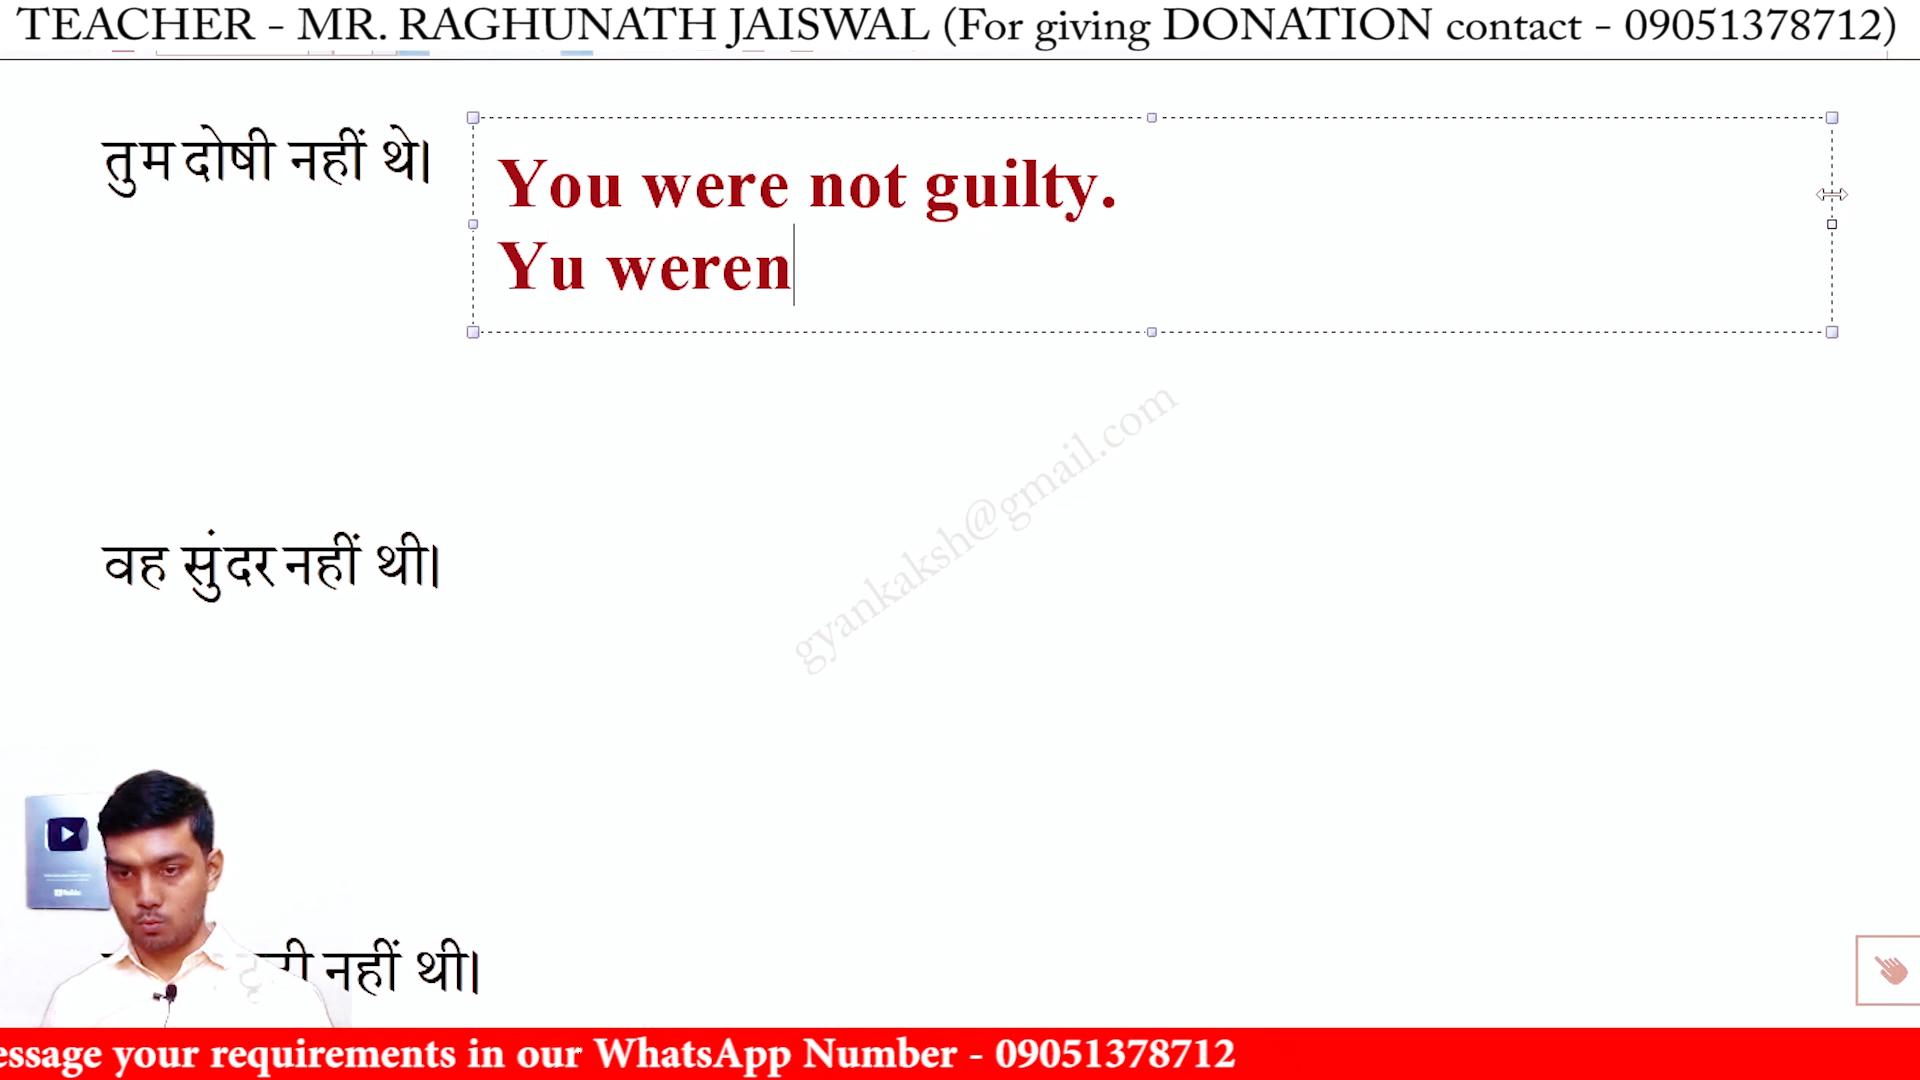 TEACHER - MR. RAGHUNATH JAISWAL (For giving DONATION contact - 09051378712)
तुम दोषी नहीं थे।
You were not guilty.
Yu weren
gyankaksh@gmail.com
वह सुंदर नहीं थी।
नहीं थी।
essage your requirements in our WhatsApp Number - 09051378712